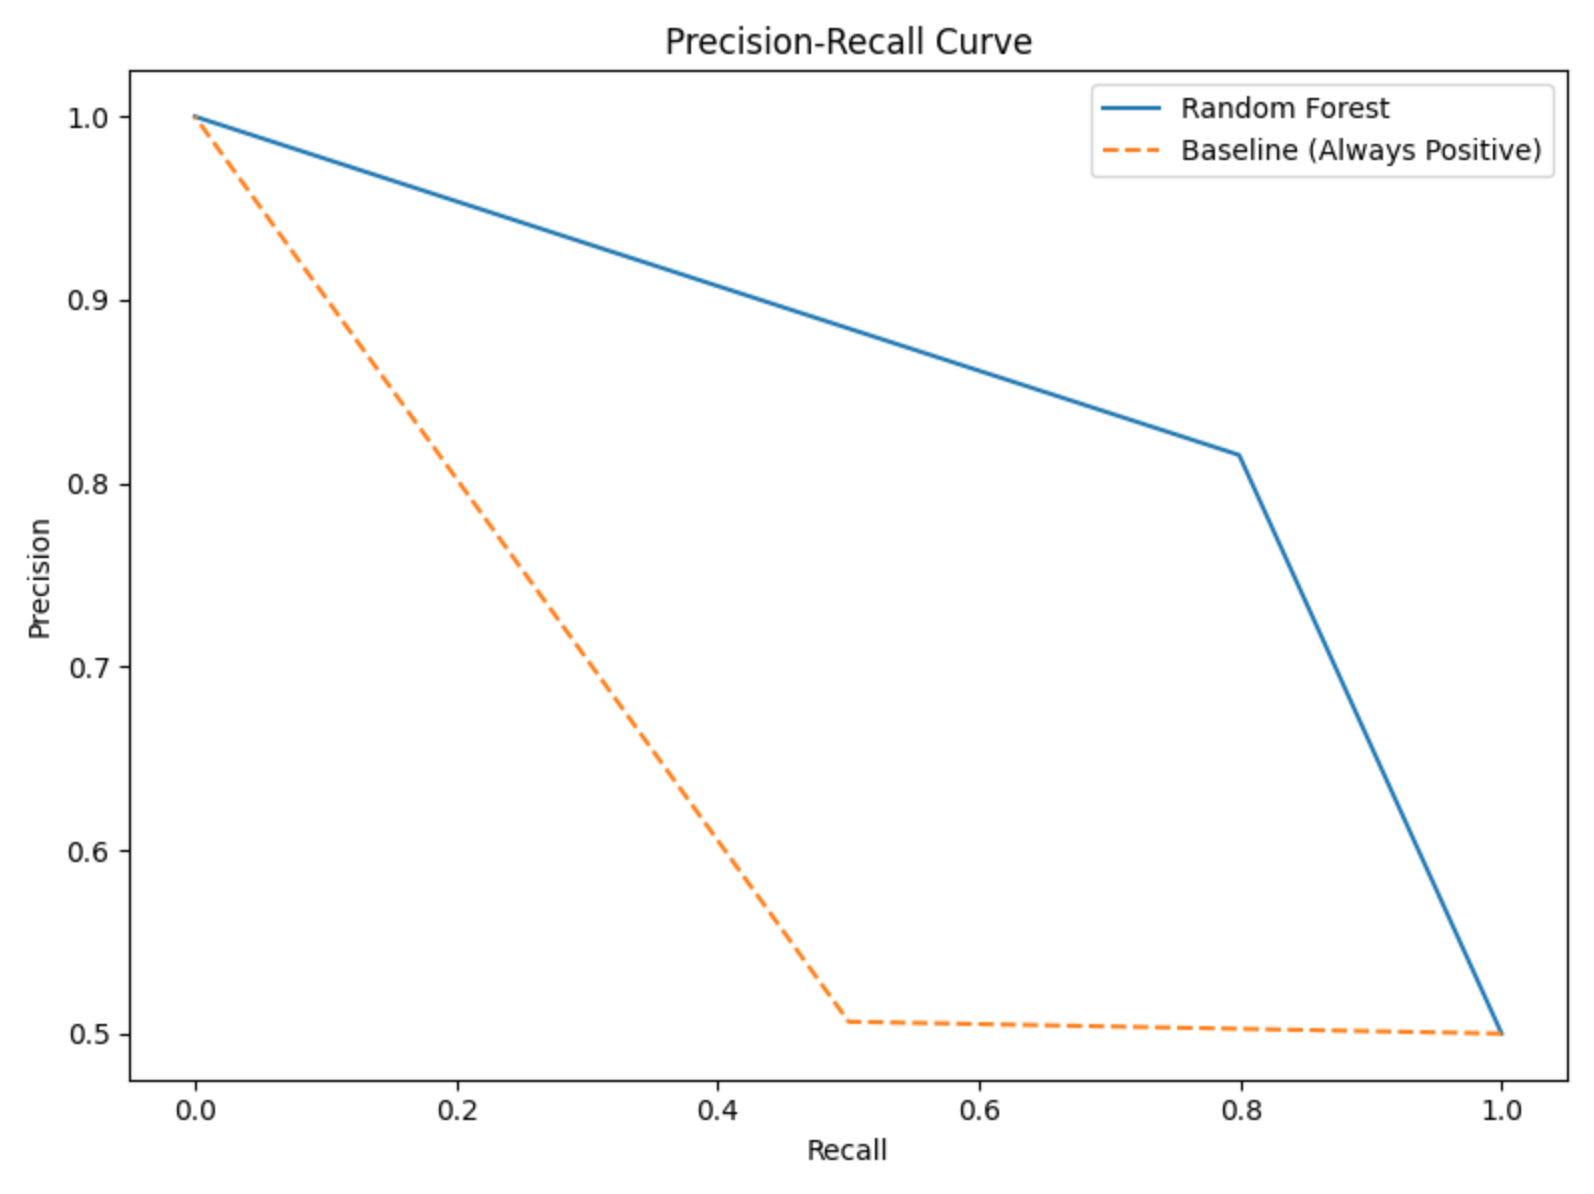 Precision-Recall Curve
Random Forest
Baseline (Always Positive)
Precision
1.0
0.9
0.8
0.7
0.6
0.5
0.0 0.2 0.4 0.6 0.8 1.0
Recall